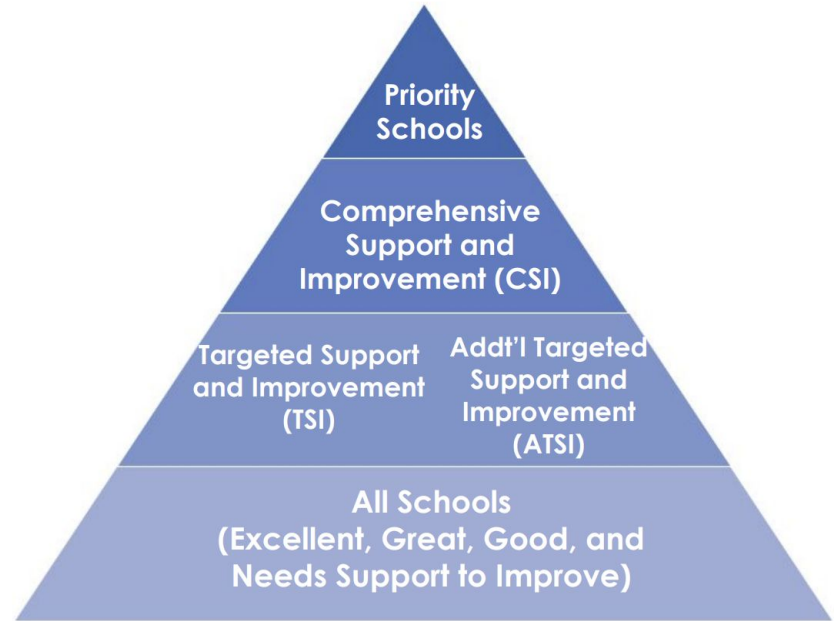 Priority
Schools
Comprehensive
Support and
Improvement (CSI)
Targeted Support
and Improvement
(TSI)
Addt'l Targeted
Support and
Improvement
(ATSI)
All Schools
(Excellent, Great, Good, and
Needs Support to Improve)